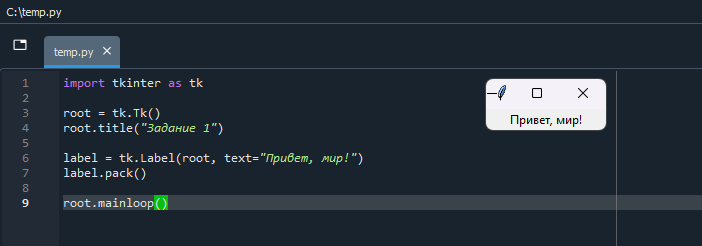 C:\temp.py
temp.py
1 import tkinter as tk
2
3 root = tk.Tk()
4 root.title("Задание 1")
5
6 label = tk.Label(root, text="Привет, мир!")
7 label.pack()
8
9 root.mainloop()
Привет, мир!